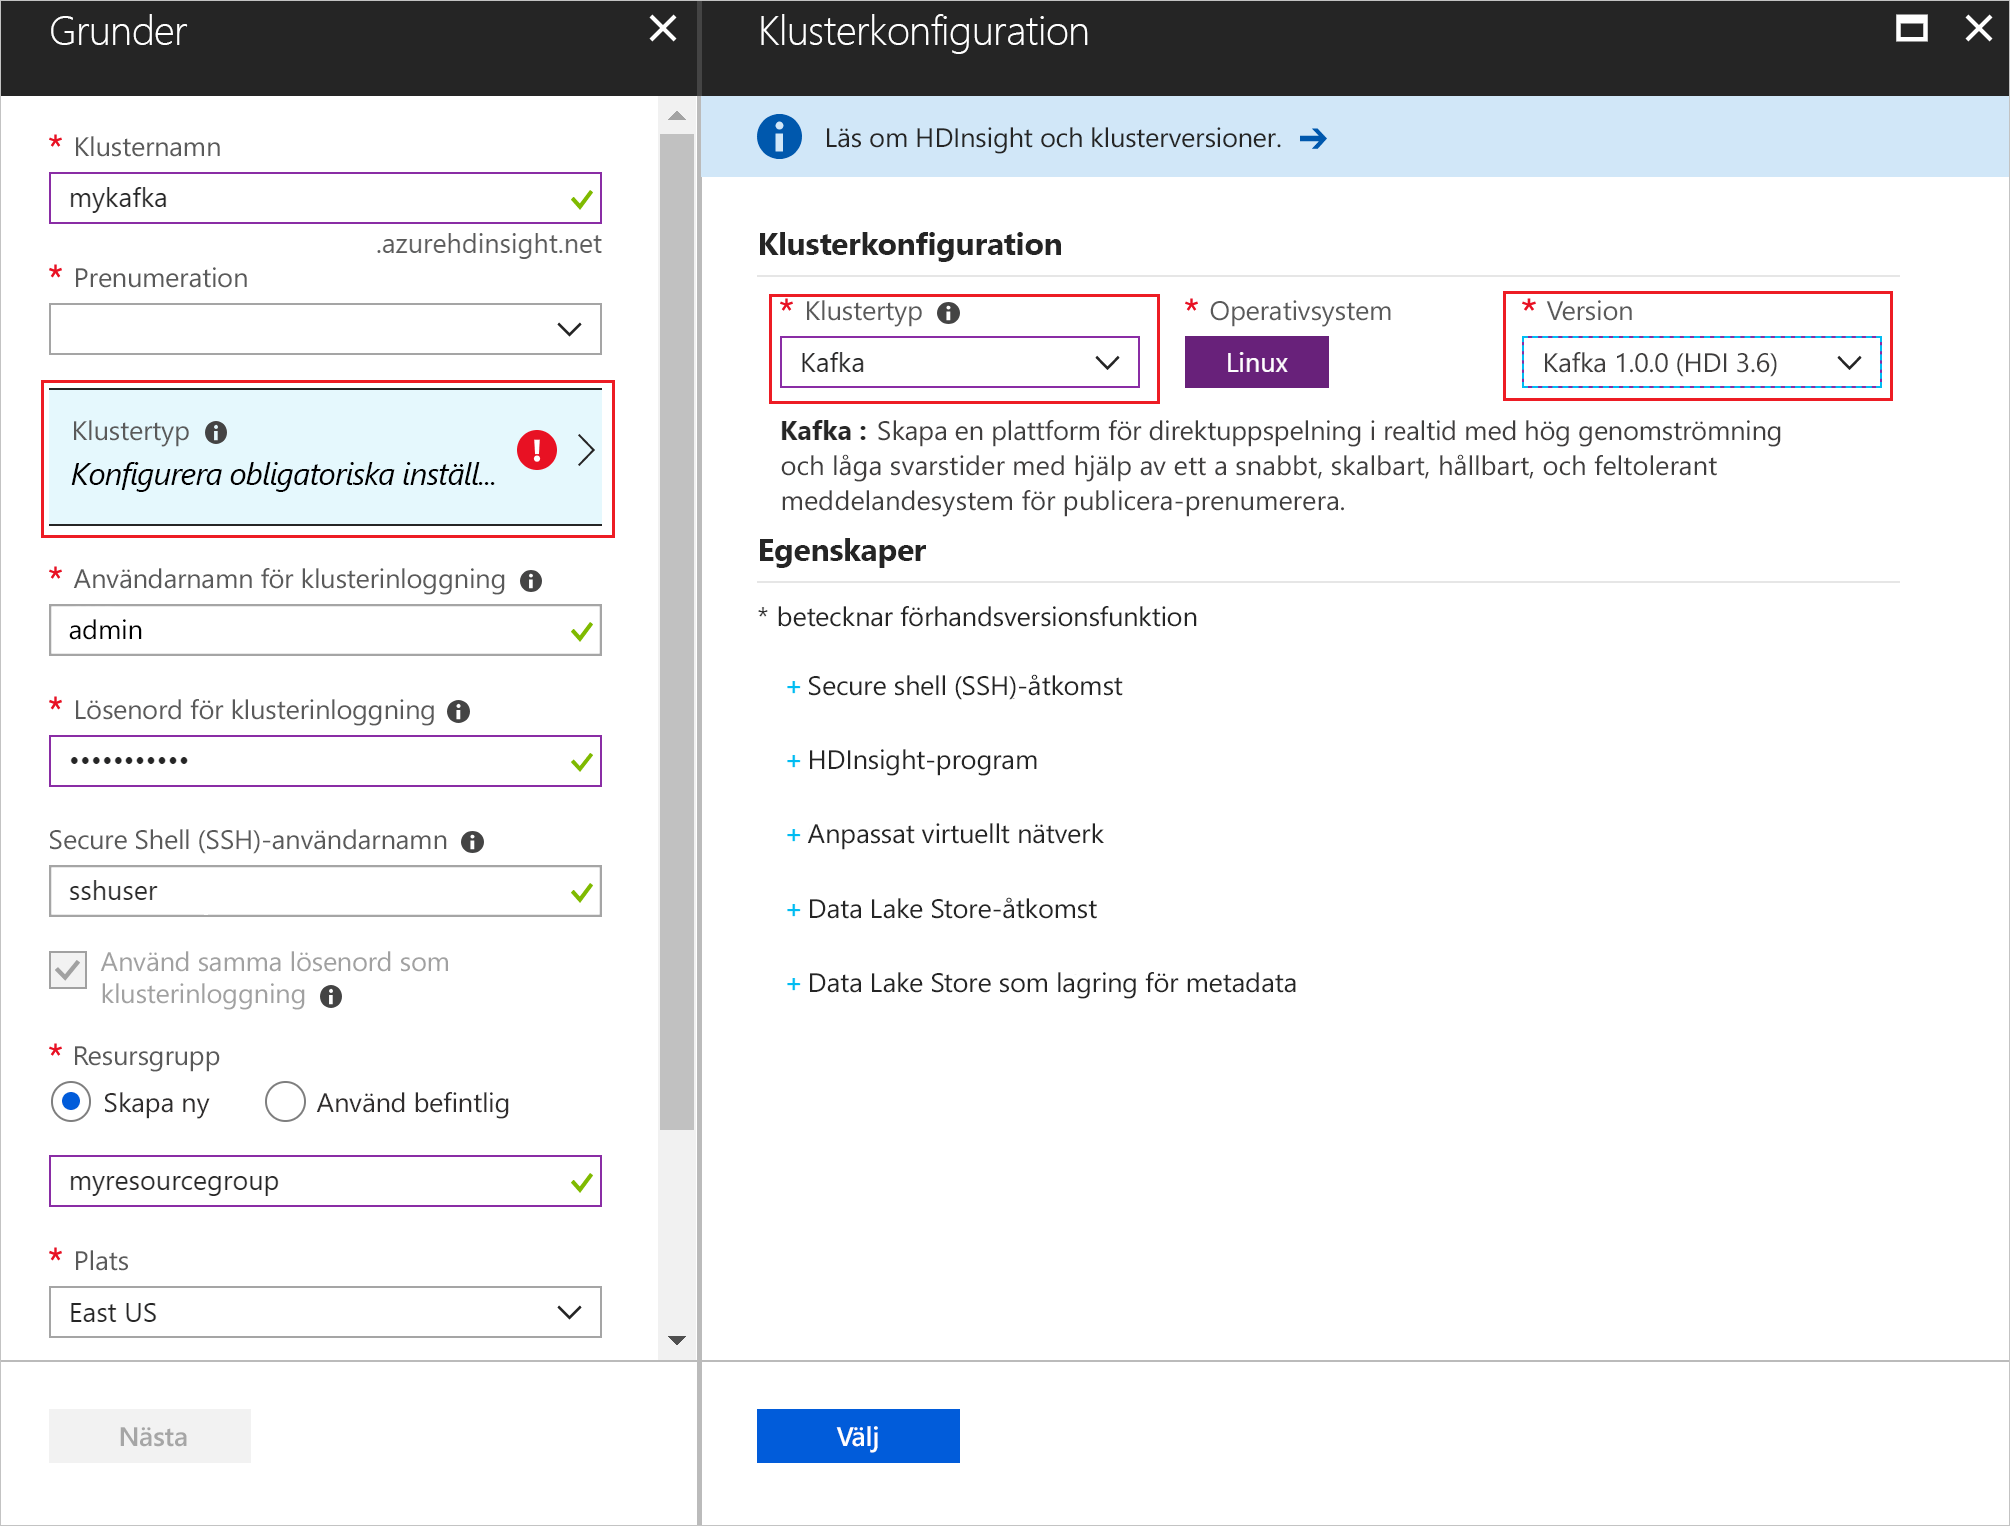 Grunder
* Klusternamn
mykafka
.azurehdinsight.net
* Prenumeration
Klustertyp
Konfigurera obligatoriska inställ...
* Användarnamn för klusterinloggning
admin
* Lösenord för klusterinloggning
•••••••••••
Secure Shell (SSH)-användarnamn
sshuser
Använd samma lösenord som
klusterinloggning
* Resursgrupp
Skapa ny Använd befintlig
myresourcegroup
* Plats
East US
Nästa
Klusterkonfiguration
Läs om HDInsight och klusterversioner.
Klusterkonfiguration
* Klustertyp * Operativsystem * Version
Kafka Linux Kafka 1.0.0 (HDI 3.6)
Kafka : Skapa en plattform för direktuppspelning i realtid med hög genomströmning
och låga svarstider med hjälp av ett a snabbt, skalbart, hållbart, och feltolerant
meddelandesystem för publicera-prenumerera.
Egenskaper
* betecknar förhandsversionsfunktion
+ Secure shell (SSH)-åtkomst
+ HDInsight-program
+ Anpassat virtuellt nätverk
+ Data Lake Store-åtkomst
+ Data Lake Store som lagring för metadata
Välj